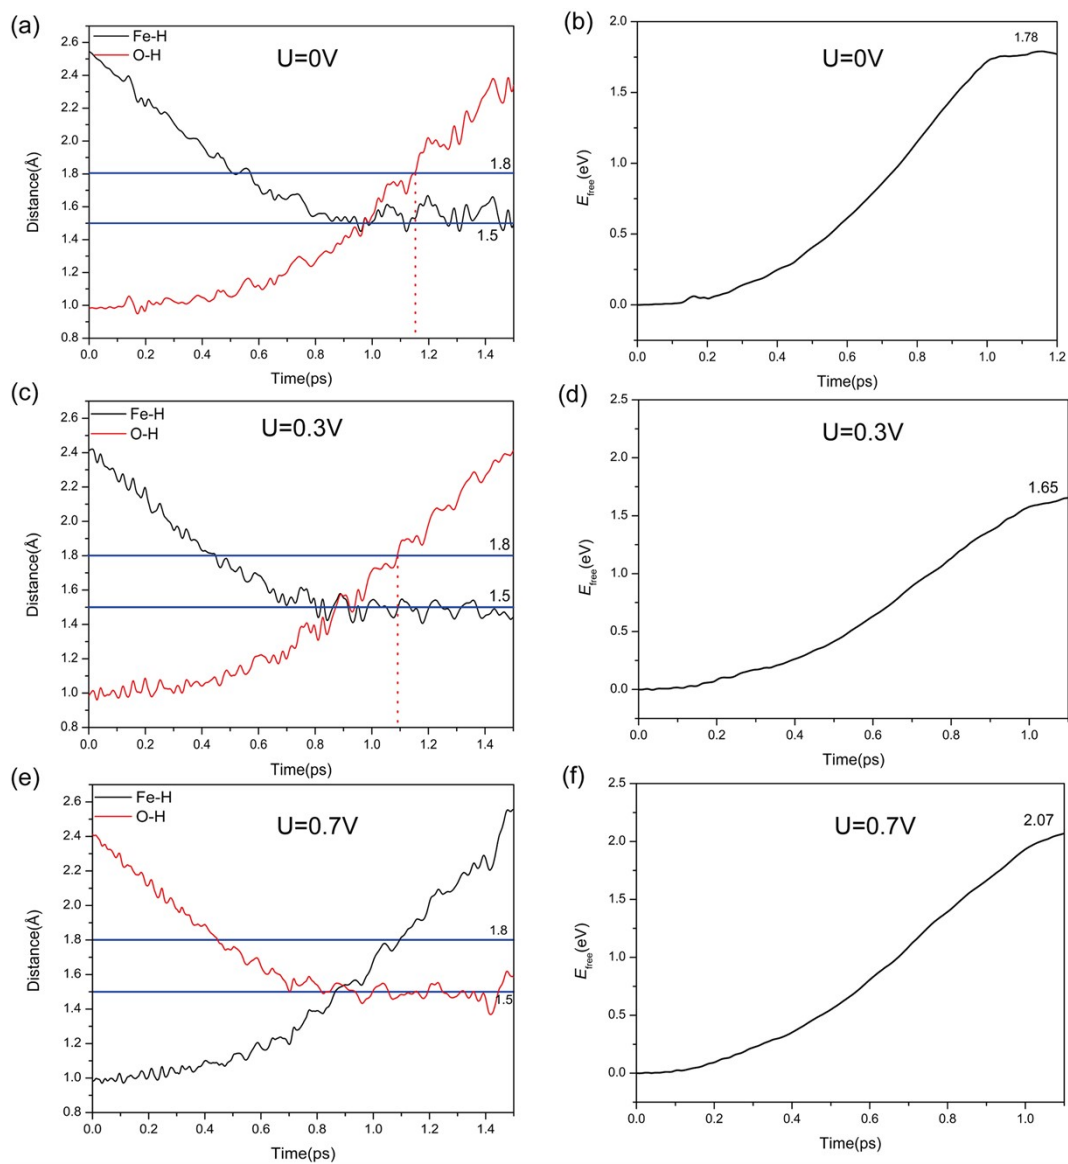 (a)
2.6
2.4
2.2
2.0
1.8
1.6
1.4
1.2
1.0
0.8
Distance(Å)
Fe-H
O-H
U=0V
1.8
1.5
0.0 0.2 0.4 0.6 0.8 1.0 1.2 1.4
Time(ps)
(b)
2.0
1.5
1.0
0.5
0.0
Efree(eV)
U=0V
1.78
0.0 0.2 0.4 0.6 0.8 1.0 1.2
Time(ps)
(c)
2.6
2.4
2.2
2.0
1.8
1.6
1.4
1.2
1.0
0.8
Distance(Å)
Fe-H
O-H
U=0.3V
1.8
1.5
0.0 0.2 0.4 0.6 0.8 1.0 1.2 1.4
Time(ps)
(d)
2.5
2.0
1.5
1.0
0.5
0.0
Efree(eV)
U=0.3V
1.65
0.0 0.2 0.4 0.6 0.8 1.0
Time(ps)
(e)
2.6
2.4
2.2
2.0
1.8
1.6
1.4
1.2
1.0
0.8
Distance(Å)
Fe-H
O-H
U=0.7V
1.8
1.5
0.0 0.2 0.4 0.6 0.8 1.0 1.2 1.4
Time(ps)
(f)
2.5
2.0
1.5
1.0
0.5
0.0
Efree(eV)
U=0.7V
2.07
0.0 0.2 0.4 0.6 0.8 1.0
Time(ps)